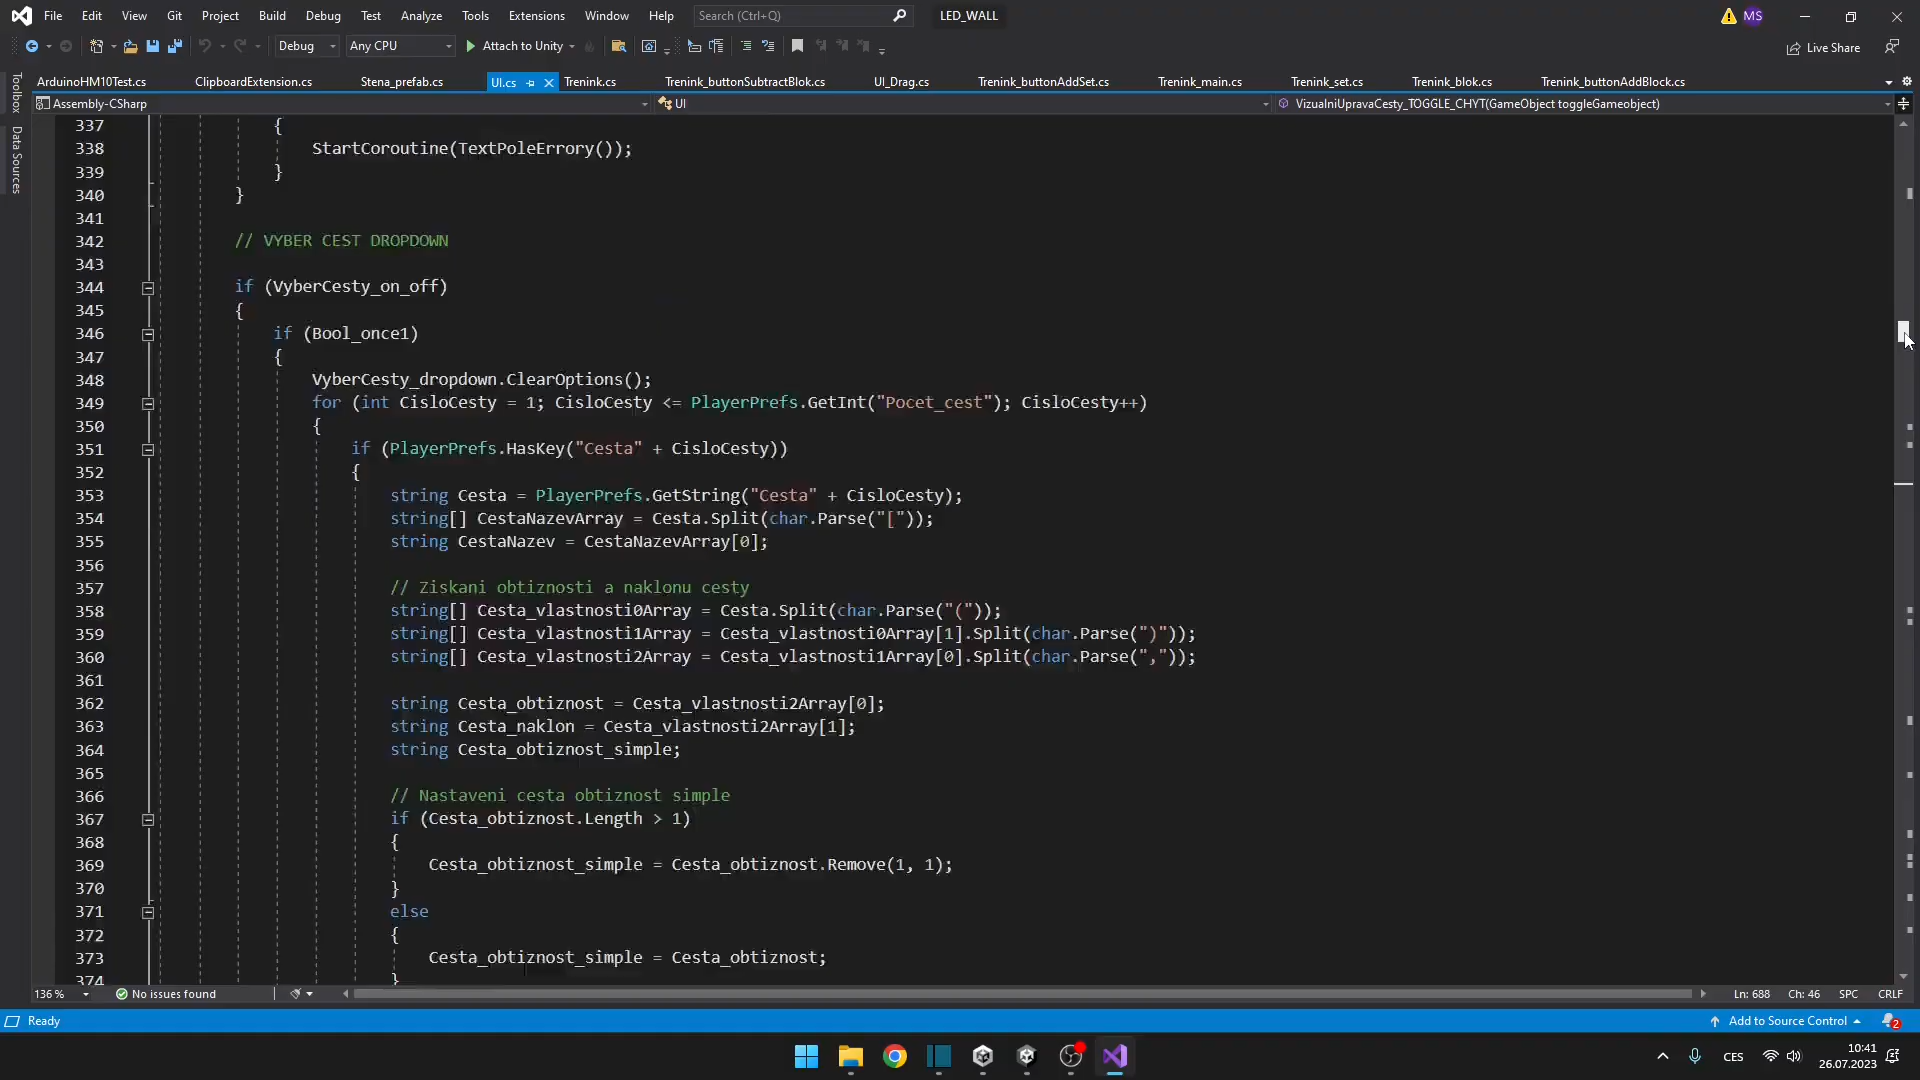 File Edit View Git Project Build Debug Test Analyze Tools Extensions Window Help Search (Ctrl+Q) LED_WALL MS
Debug Any CPU Attach to Unity Live Share
ArduinoHM10Test.cs ClipboardExtension.cs Stena_prefab.cs UI.cs Trenink.cs Trenink_buttonSubtractBlok.cs UI_Drag.cs Trenink_buttonAddSet.cs Trenink_main.cs Trenink_set.cs Trenink_blok.cs Trenink_buttonAddBlock.cs
Assembly-CSharp UI VizualniUpravaCesty_TOGGLE_CHYT(GameObject toggleGameobject)
Toolbox
Data Sources
337 {
338 StartCoroutine(TextPoleErrory());
339 }
340 }
341
342 // VYBER CEST DROPDOWN
343
344 if (VyberCesty_on_off)
345 {
346 if (Bool_once1)
347 {
348 VyberCesty_dropdown.ClearOptions();
349 for (int CisloCesty = 1; CisloCesty <= PlayerPrefs.GetInt("Pocet_cest"); CisloCesty++)
350 {
351 if (PlayerPrefs.HasKey("Cesta" + CisloCesty))
352 {
353 string Cesta = PlayerPrefs.GetString("Cesta" + CisloCesty);
354 string[] CestaNazevArray = Cesta.Split(char.Parse("["));
355 string CestaNazev = CestaNazevArray[0];
356
357 // Ziskani obtiznosti a naklonu cesty
358 string[] Cesta_vlastnosti0Array = Cesta.Split(char.Parse("("));
359 string[] Cesta_vlastnosti1Array = Cesta_vlastnosti0Array[1].Split(char.Parse(")"));
360 string[] Cesta_vlastnosti2Array = Cesta_vlastnosti1Array[0].Split(char.Parse(","));
361
362 string Cesta_obtiznost = Cesta_vlastnosti2Array[0];
363 string Cesta_naklon = Cesta_vlastnosti2Array[1];
364 string Cesta_obtiznost_simple;
365
366 // Nastaveni cesta obtiznost simple
367 if (Cesta_obtiznost.Length > 1)
368 {
369 Cesta_obtiznost_simple = Cesta_obtiznost.Remove(1, 1);
370 }
371 else
372 {
373 Cesta_obtiznost_simple = Cesta_obtiznost;
374 }
136 % No issues found Ln: 688 Ch: 46 SPC CRLF
Ready Add to Source Control 2
CES 10:41
26.07.2023